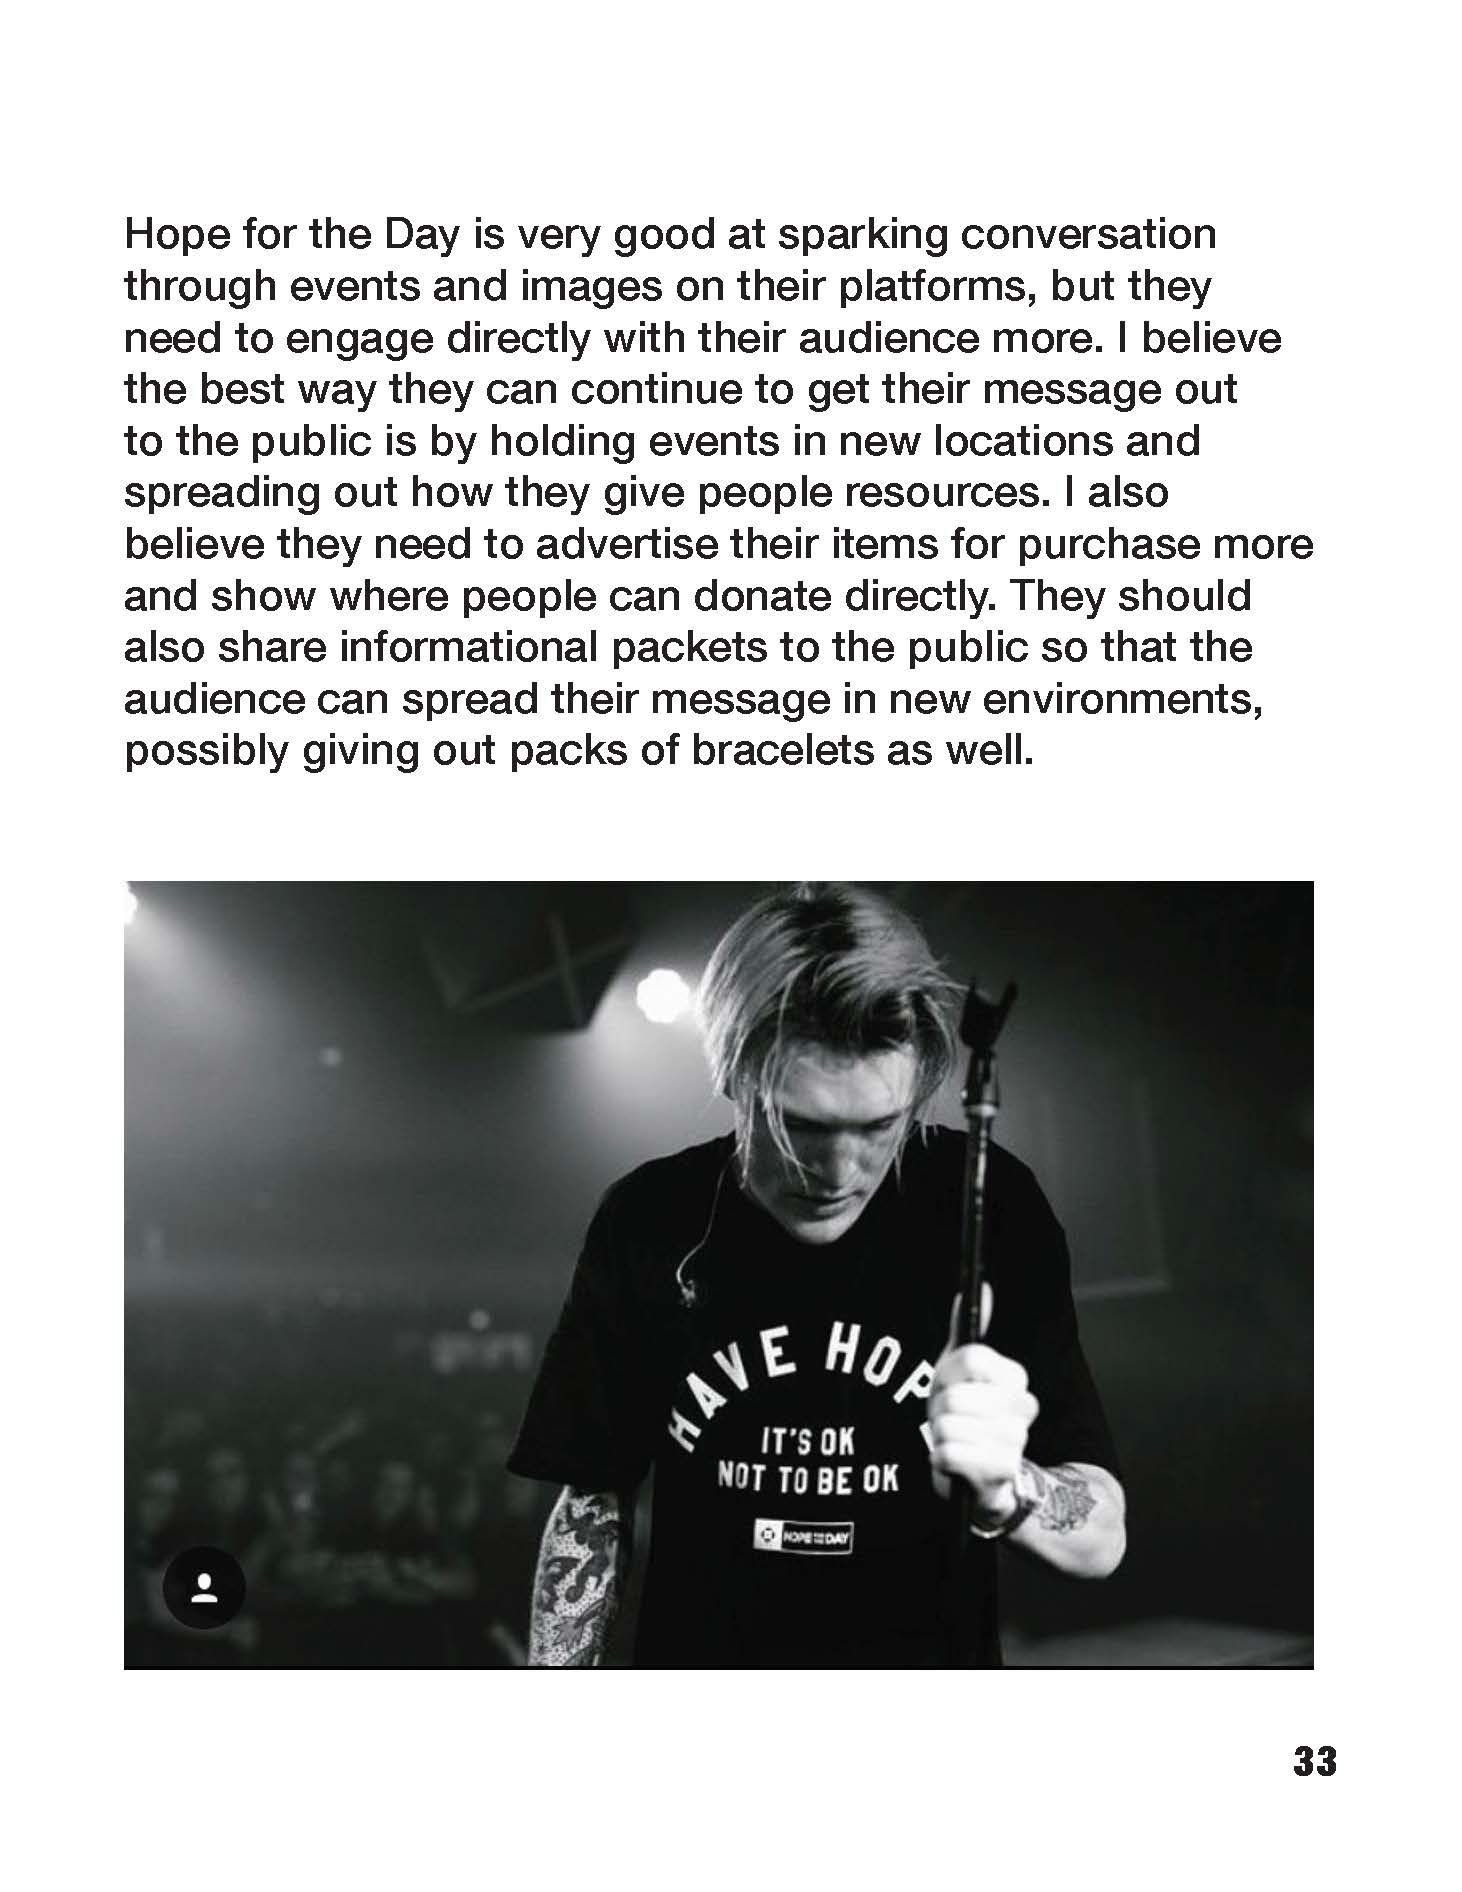 Hope for the Day is very good at sparking conversation
through events and images on their platforms, but they
need to engage directly with their audience more. I believe
the best way they can continue to get their message out
to the public is by holding events in new locations and
spreading out how they give people resources. I also
believe they need to advertise their items for purchase more
and show where people can donate directly. They should
also share informational packets to the public so that the
audience can spread their message in new environments,
possibly giving out packs of bracelets as well.
HAVE HOP
IT'S OK
NOT TO BE OK
HOPE FOR THE DAY
33